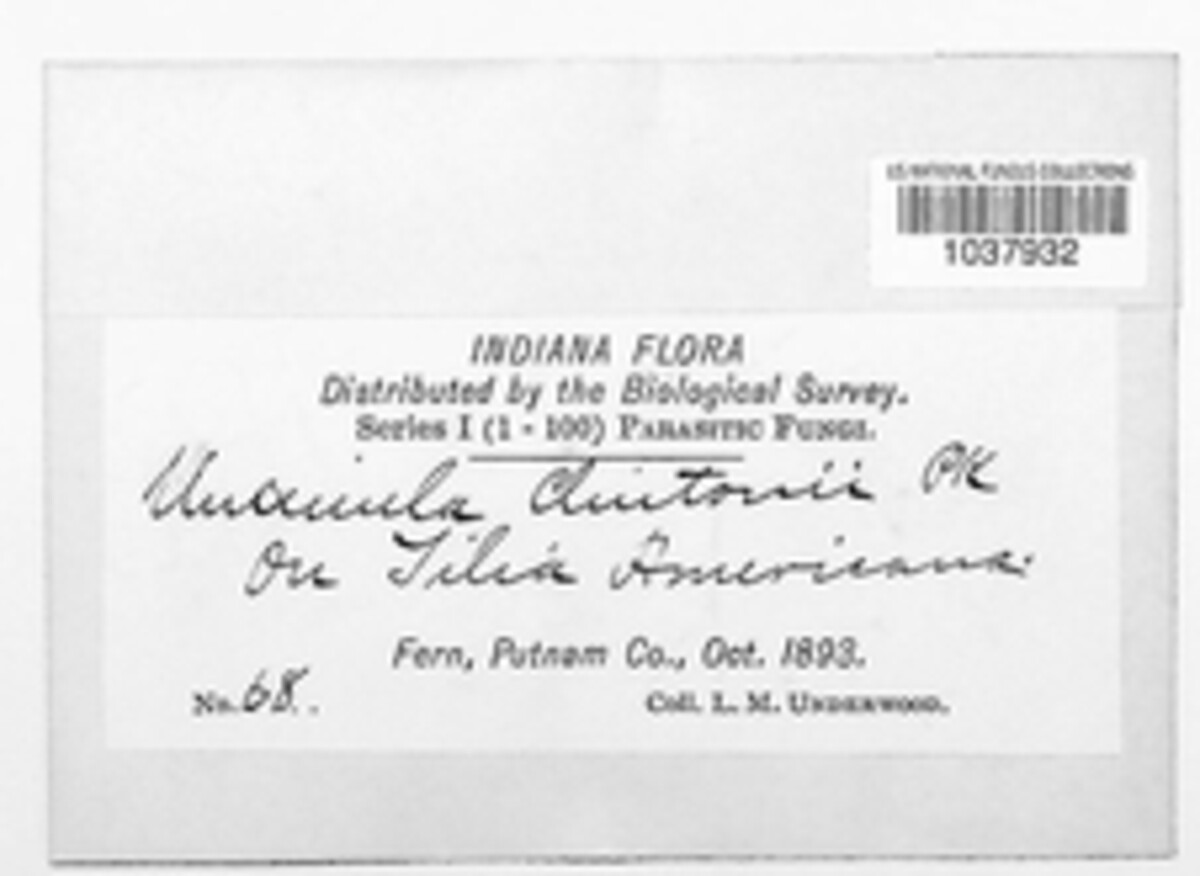 US NATIONAL FUNGUS COLLECTIONS
1037932
INDIANA FLORA
Distributed by the Biological Survey.
Series I (1 - 100) PARASITIC FUNGI.
Uncinula Clintonii PK
On Tilia Americana.
Fern, Putnam Co., Oct. 1893.
No. 68.
Coll. L. M. UNDERWOOD.